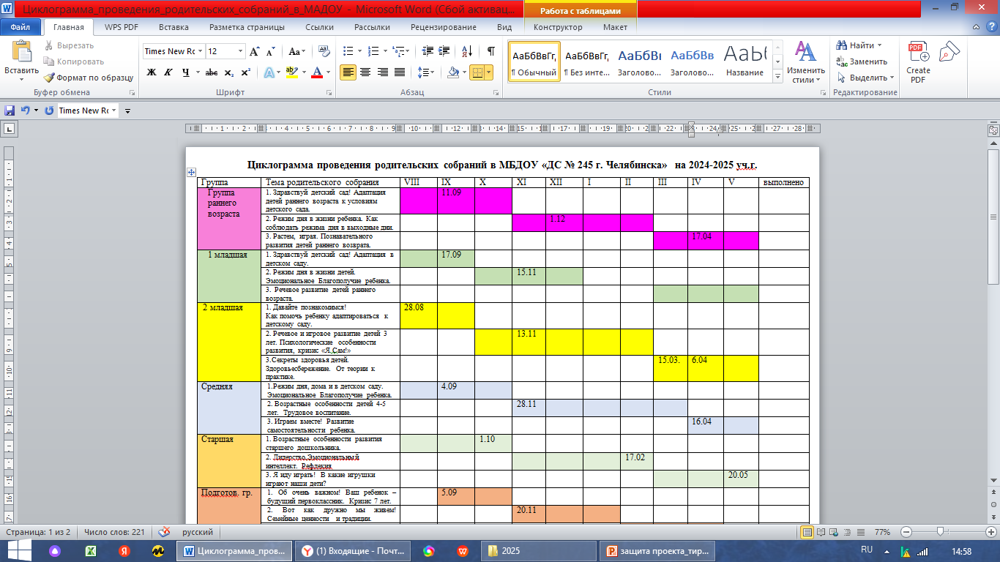 Циклограмма_проведения_родительских_собраний_в_МАДОУ - Microsoft Word (Сбой активац...
Работа с таблицами
Файл Главная WPS PDF Вставка Разметка страницы Ссылки Рассылки Рецензирование Вид Конструктор Макет
Вставить
Вырезать
Копировать
Формат по образцу
Буфер обмена
Times New Ro 12
Ж К Ч abc x₂ x²
Шрифт
Абзац
АаБбВвГг, АаБбВвГг, АаБбВı АаБбВв АаЬ
¶ Обычный ¶ Без инте... Заголово... Заголово... Название
Изменить стили
Стили
Найти
Заменить
Выделить
Редактирование
Create PDF
Times New Ro
Циклограмма проведения родительских собраний в МБДОУ «ДС № 245 г. Челябинска» на 2024-2025 уч.г.
Группа Тема родительского собрания VIII IX X XI XII I II III IV V выполнено
Группа раннего возраста
1. Здравствуй детский сад! Адаптация 11.09
детей раннего возраста к условиям
детского сада.
2. Режим дня в жизни ребенка. Как 1.12
соблюдать режима дня в выходные дни.
3. Растем, играя. Познавательного 17.04
развития детей раннего возврата.
1 младшая
1. Здравствуй детский сад! Адаптация в 17.09
детском саду.
2. Режим дня в жизни детей. 15.11
Эмоциональное Благополучие ребенка.
3. Речевое развитие детей раннего
возраста.
2 младшая
1. Давайте познакомимся! 28.08
Как помочь ребенку адаптироваться к
детскому саду.
2. Речевое и игровое развитие детей 3 13.11
лет. Психологические особенности
развития, кризис «Я.Сам!»
3.Секреты здоровья детей. 15.03. 6.04
Здоровьесбережение. От теории к
практике.
Средняя
1.Режим дня, дома и в детском саду. 4.09
Эмоциональное Благополучие ребенка.
2. Возрастные особенности детей 4-5 28.11
лет. Трудовое воспитание.
3. Играем вместе! Развитие 16.04
самостоятельности ребенка.
Старшая
1. Возрастные особенности развития 1.10
старшего дошкольника.
2. Лидерство.Эмоциональный 17.02
интеллект. Рефлекия
3. Я иду играть! В какие игрушки 20.05
играют наши дети?
Подготов. гр.
1. Об очень важном! Ваш ребенок – 5.09
будущий первоклассник. Кризис 7 лет.
2. Вот как дружно мы живем! 20.11
Семейные ценности и традиции.
Страница: 1 из 2 Число слов: 221 русский 77%
Циклограмма_пров... (1) Входящие - Почт... 2025 защита проекта_тир... RU 14:58